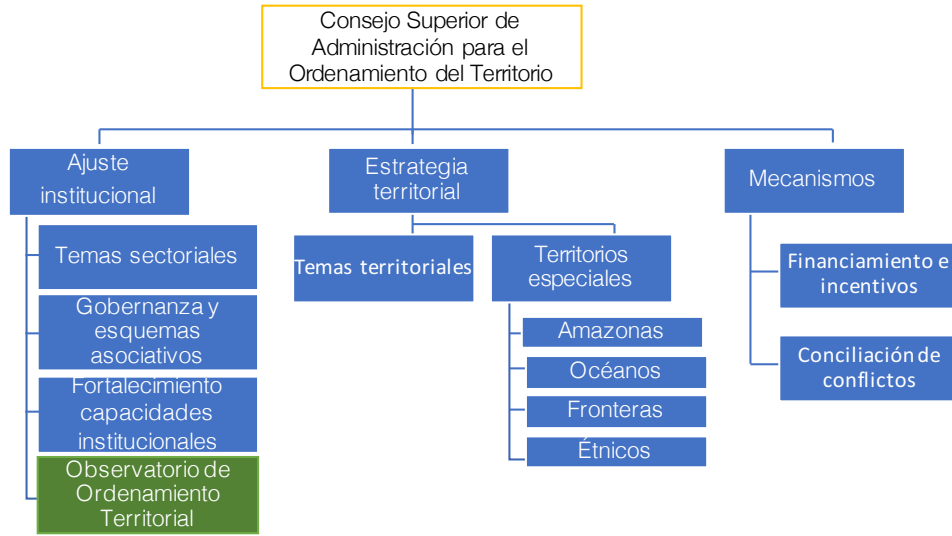 Consejo Superior de
Administración para el
Ordenamiento del Territorio
Ajuste
institucional
Estrategia
territorial
Mecanismos
Temas sectoriales
Gobernanza y
esquemas
asociativos
Fortalecimiento
capacidades
institucionales
Observatorio de
Ordenamiento
Territorial
Temas territoriales
Territorios
especiales
Amazonas
Océanos
Fronteras
Étnicos
Financiamiento e
incentivos
Conciliación de
conflictos